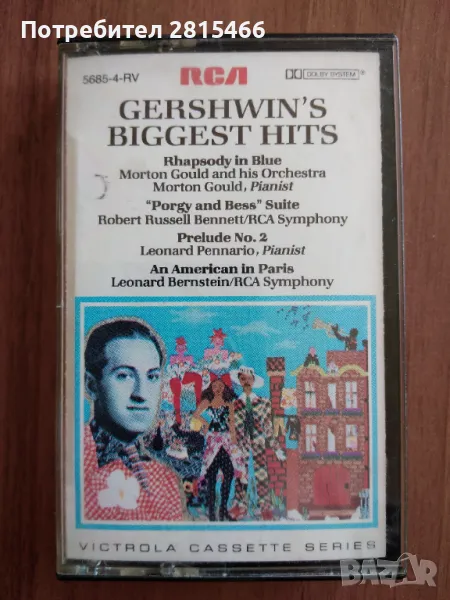 Потребител 2815466
5685-4-RV
RCA
DOLBY SYSTEM®
GERSHWIN'S
BIGGEST HITS
Rhapsody in Blue
Morton Gould and his Orchestra
Morton Gould, Pianist
"Porgy and Bess" Suite
Robert Russell Bennett/RCA Symphony
Prelude No. 2
Leonard Pennario, Pianist
An American in Paris
Leonard Bernstein/RCA Symphony
VICTROLA CASSETTE SERIES
bazar